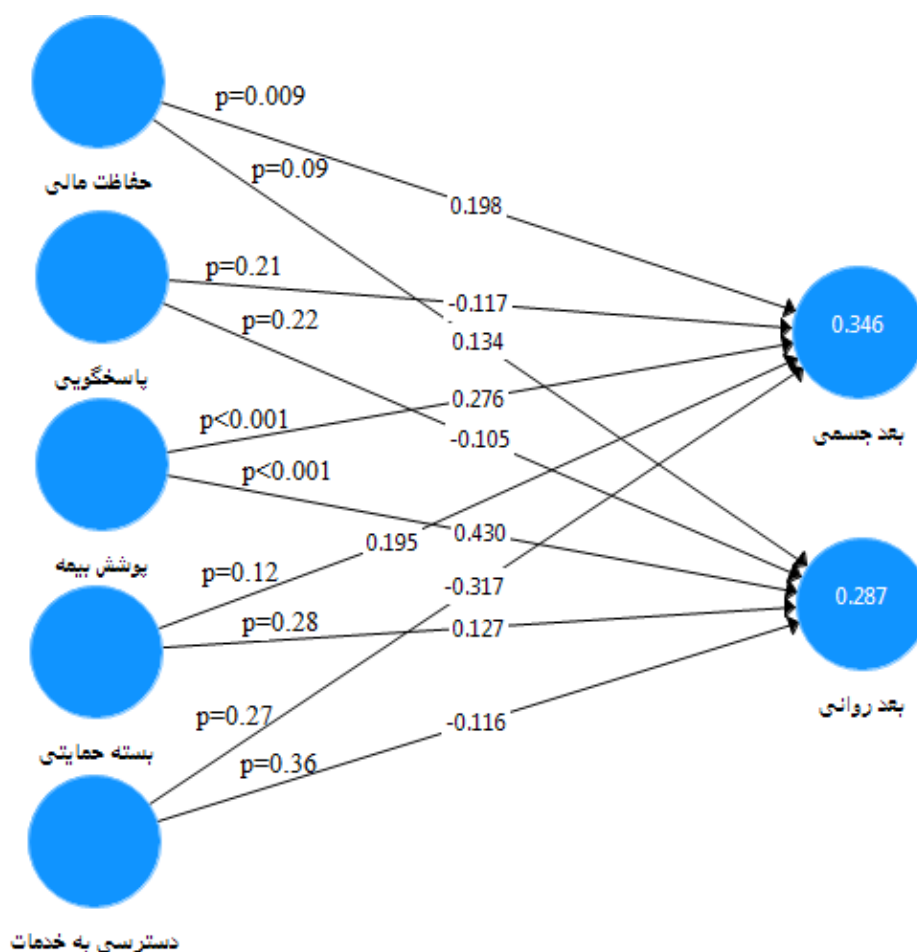 p=0.009
p=0.09
حفاظت مالی
0.198
p=0.21
-0.117
p=0.22
0.134
0.346
پاسخگویی
0.276
p<0.001
-0.105
بعد جسمی
p<0.001
0.430
0.195
پوشش بیمه
p=0.12
-0.317
0.287
p=0.28
0.127
بعد روانی
p=0.27
-0.116
بسته حمایتی
p=0.36
دسترسی به خدمات